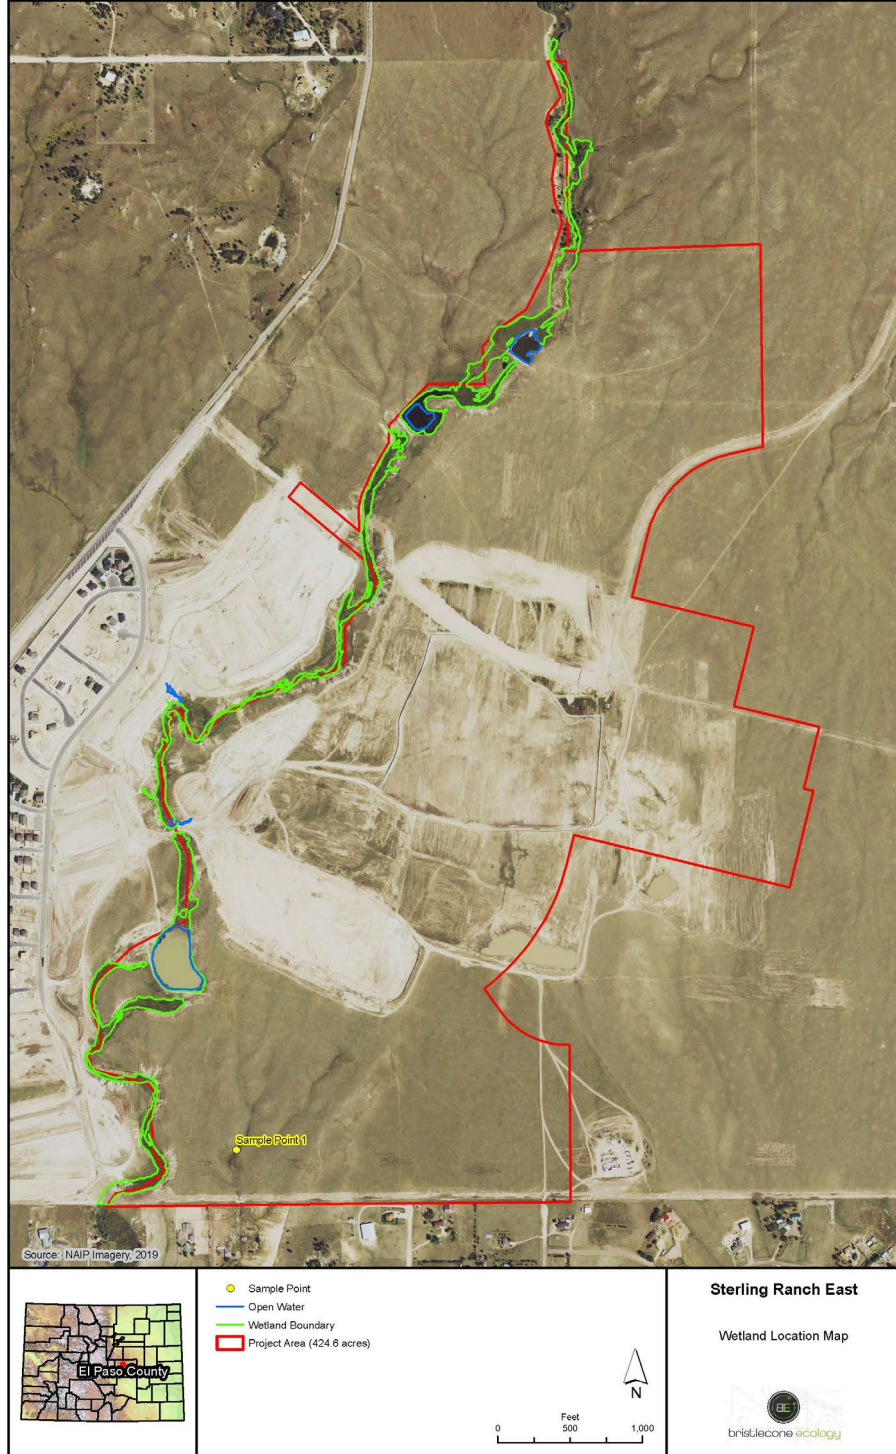 Sample Point 1
Source: NAIP Imagery, 2019
El Paso County
Sample Point
Open Water
Wetland Boundary
Project Area (424.6 acres)
N
Feet
0 500 1,000
Sterling Ranch East
Wetland Location Map
BE
bristlecone ecology